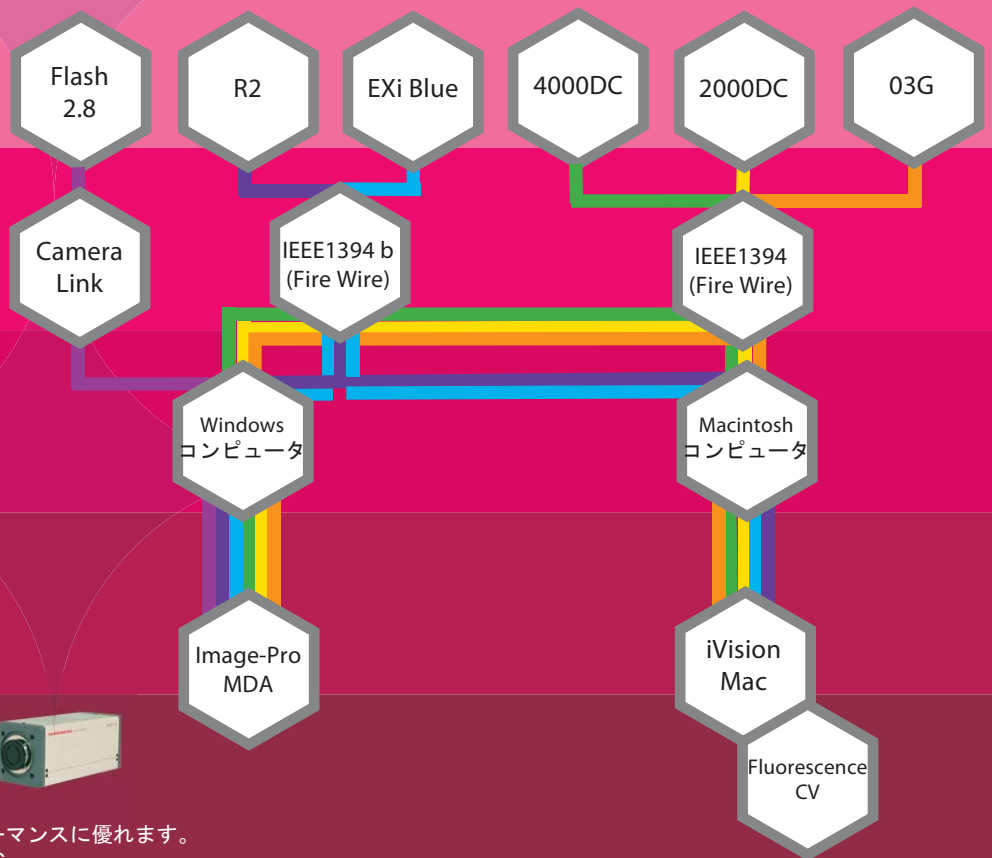 Flash
2.8
R2
EXi Blue
4000DC
2000DC
03G
Camera
Link
IEEE1394 b
(Fire Wire)
IEEE1394
(Fire Wire)
Windows
コンピュータ
Macintosh
コンピュータ
Image-Pro
MDA
iVision
Mac
Fluorescence
CV
ーマンスに優れます。